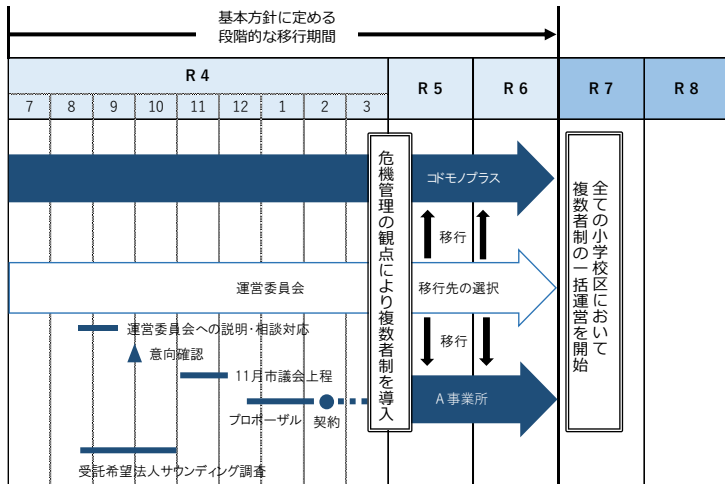 基本方針に定める
段階的な移行期間
R 4
R 5
R 6
R 7
R 8
7
8
9
10
11
12
1
2
3
危機管理の観点により複数者制を導入
コドモノプラス
全ての小学校区において
複数者制の一括運営を開始
移行
運営委員会
移行先の選択
運営委員会への説明・相談対応
移行
意向確認
11月市議会上程
A 事業所
プロポーザル
契約
受託希望法人サウンディング調査